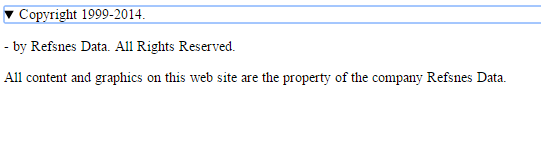 Copyright 1999-2014.
- by Refsnes Data. All Rights Reserved.
All content and graphics on this web site are the property of the company Refsnes Data.